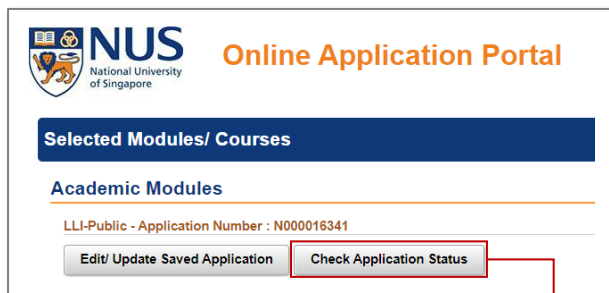 NUS
National University
of Singapore
Online Application Portal
Selected Modules/ Courses
Academic Modules
LLI-Public - Application Number : N000016341
Edit/ Update Saved Application
Check Application Status